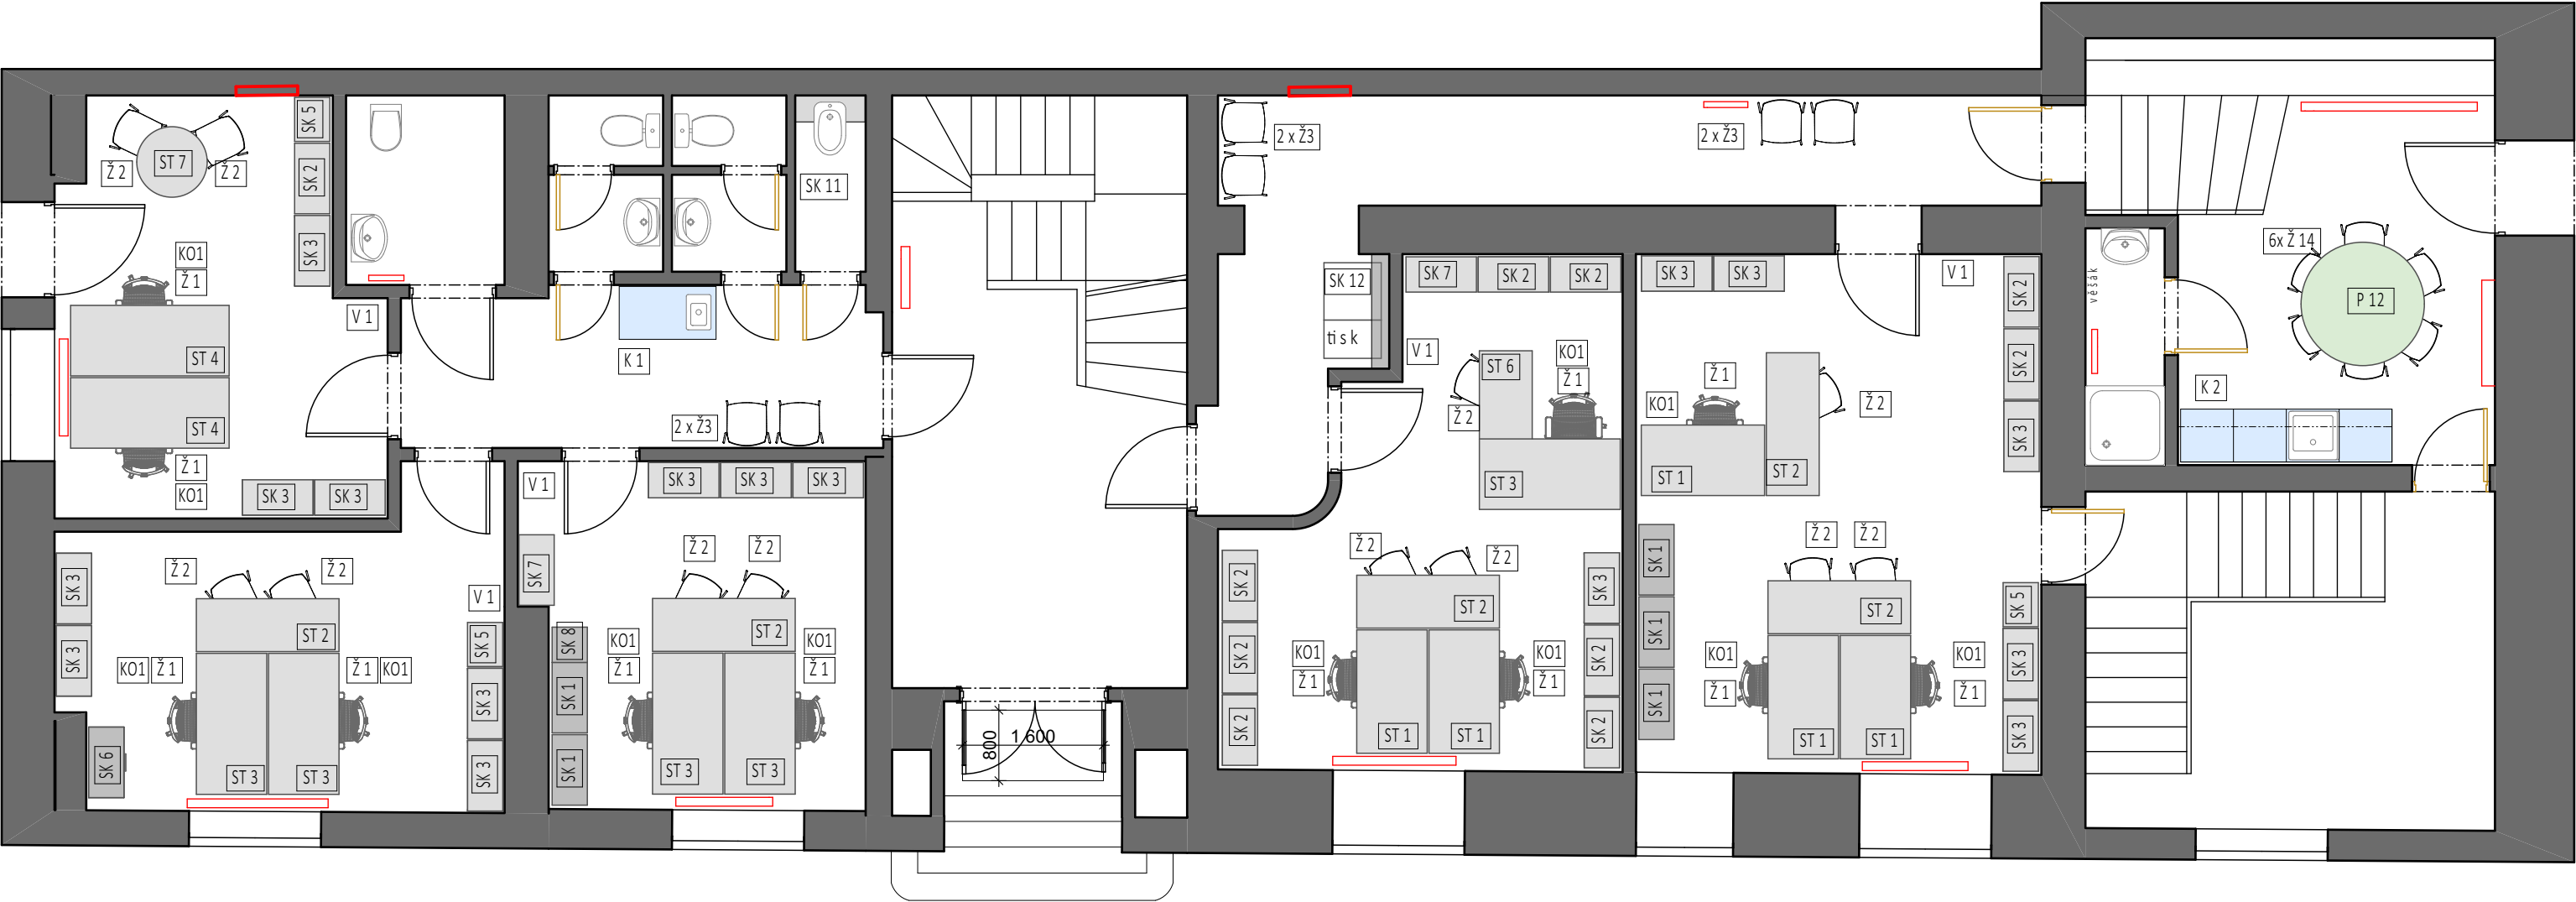 SK 5
ST 7
Ž 2
Ž 2
SK 2
SK 3
KO1
Ž 1
V 1
ST 4
ST 4
Ž 1
KO1
SK 3
SK 3
SK 11
K 1
2 x Ž3
SK 3
Ž 2
Ž 2
V 1
SK 3
ST 2
SK 5
KO1
Ž 1
Ž 1
KO1
SK 3
SK 6
ST 3
ST 3
SK 3
V 1
SK 3
SK 3
SK 3
SK 7
Ž 2
Ž 2
SK 8
KO1
Ž 1
ST 2
KO1
Ž 1
SK 1
SK 1
ST 3
ST 3
800
1,600
2 x Ž3
2 x Ž3
SK 12
tisk
SK 7
SK 2
SK 2
V 1
ST 6
KO1
Ž 1
Ž 2
ST 3
Ž 2
Ž 2
SK 2
SK 3
ST 2
SK 2
KO1
Ž 1
KO1
Ž 1
SK 2
SK 2
ST 1
ST 1
SK 2
SK 3
SK 3
V 1
SK 2
SK 2
Ž 1
KO1
Ž 2
SK 3
ST 1
ST 2
SK 1
Ž 2
Ž 2
SK 1
ST 2
SK 5
KO1
Ž 1
KO1
Ž 1
SK 3
SK 1
ST 1
ST 1
SK 3
věšák
6x Ž 14
P 12
K 2